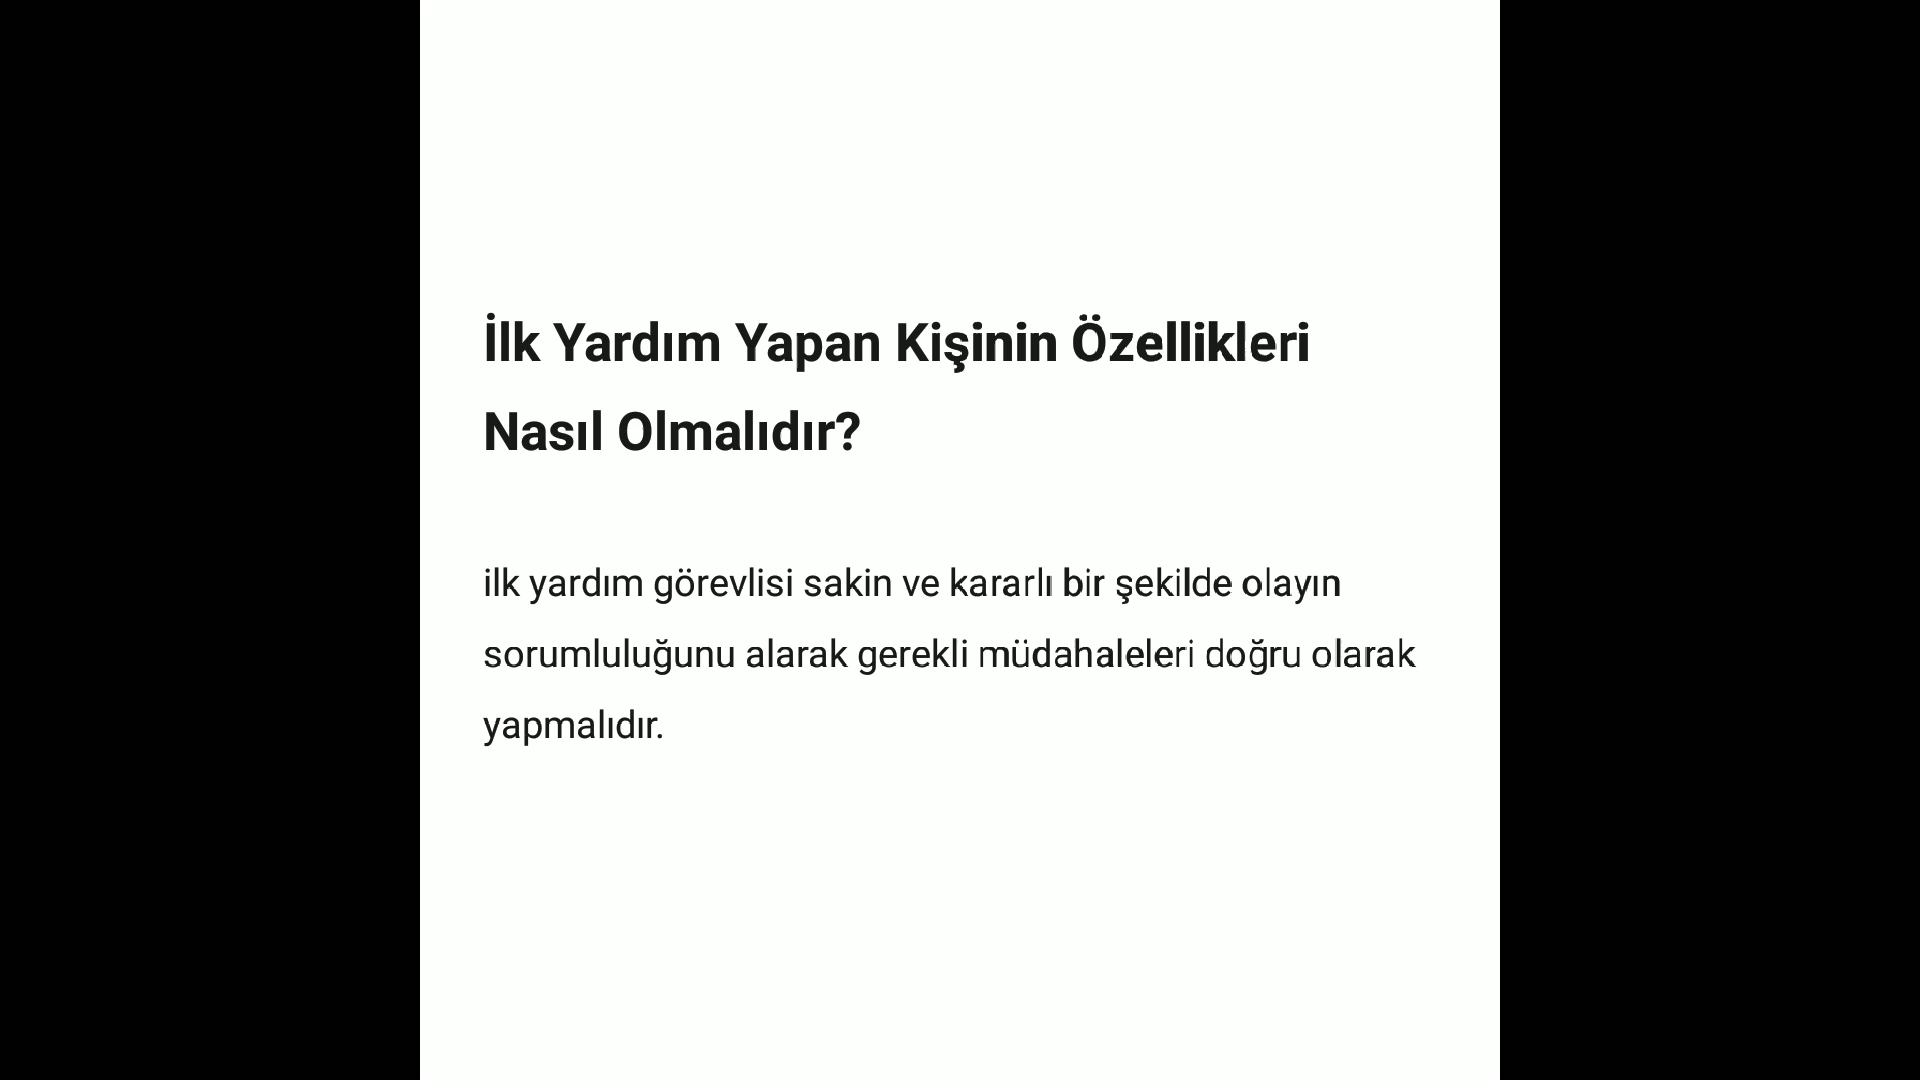 İlk Yardım Yapan Kişinin Özellikleri
Nasıl Olmalıdır?
ilk yardım görevlisi sakin ve kararlı bir şekilde olayın
sorumluluğunu alarak gerekli müdahaleleri doğru olarak
yapmalıdır.